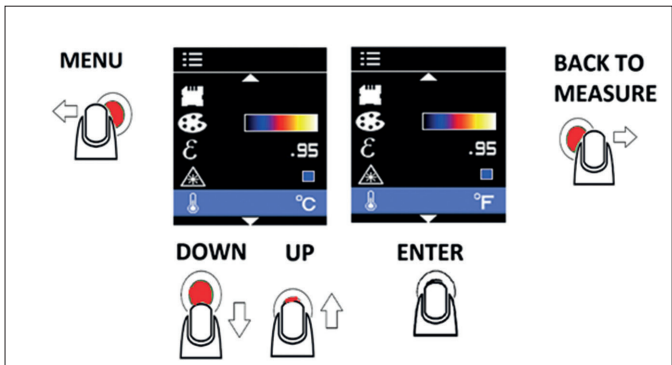 MENU
BACK TO
MEASURE
ℰ .95
°C
ℰ .95
°F
DOWN UP ENTER